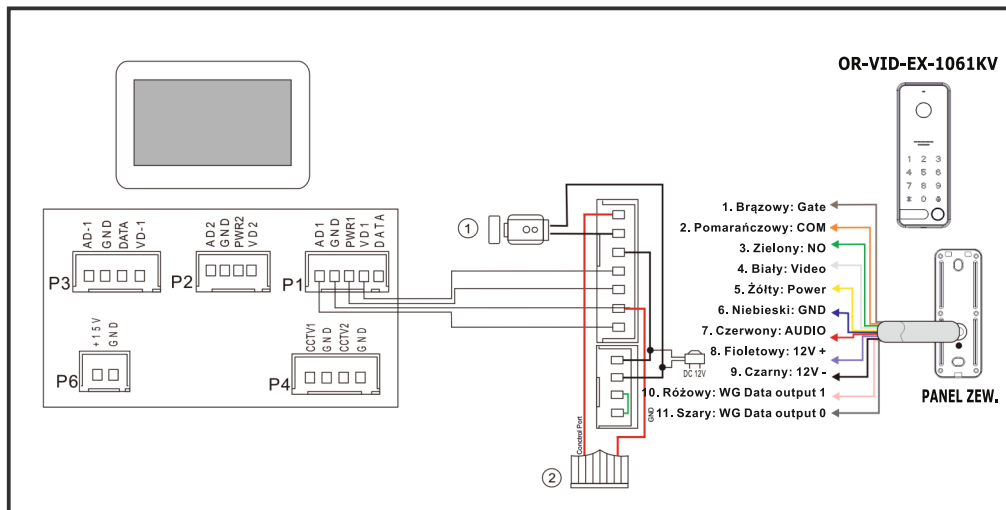 OR-VID-EX-1061KV
1 2 3
4 5 6
7 8 9
* 0 #
AD-1
GND
DATA
VD-1
P3
AD2
GND
PWR2
VD2
P2
AD1
GND
PWR1
VD1
DATA
P1
+15V
GND
P6
CCTV1
GND
CCTV2
GND
P4
1
DC 12V
Conctrol Port
GND
2
1. Brązowy: Gate
2. Pomarańczowy: COM
3. Zielony: NO
4. Biały: Video
5. Żółty: Power
6. Niebieski: GND
7. Czerwony: AUDIO
8. Fioletowy: 12V +
9. Czarny: 12V -
10. Różowy: WG Data output 1
11. Szary: WG Data output 0
PANEL ZEW.